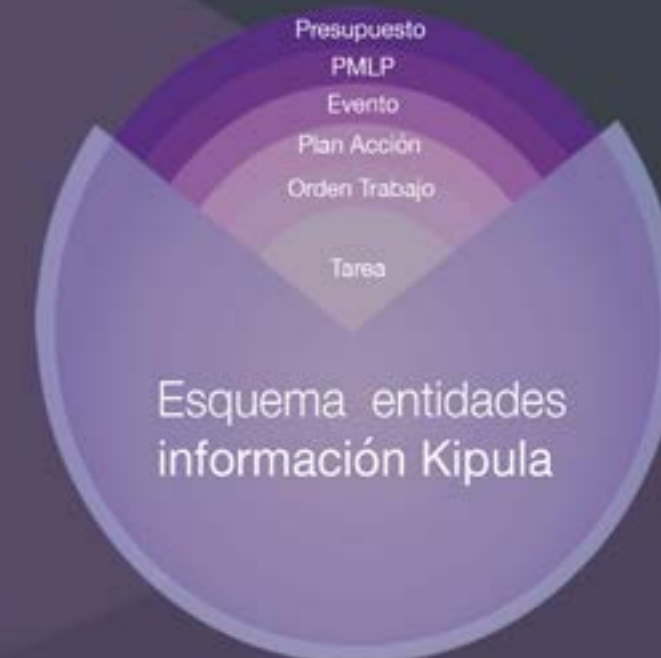 Presupuesto
PMLP
Evento
Plan Acción
Orden Trabajo
Tarea
Esquema entidades
información Kipula